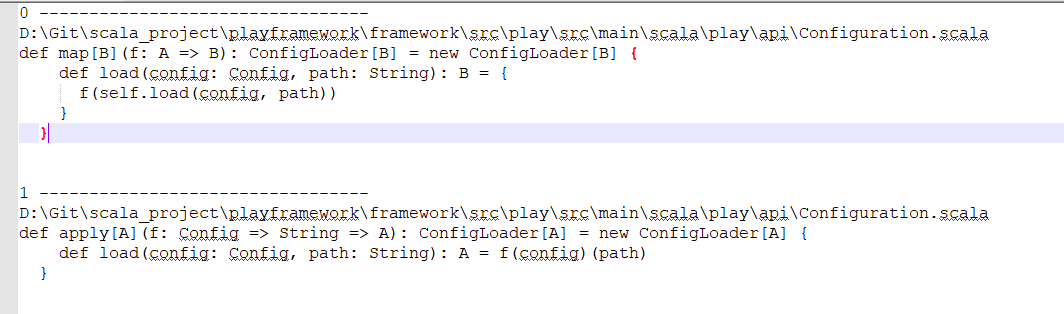 0 ---------------------------------
D:\Git\scala_project\playframework\framework\src\play\src\main\scala\play\api\Configuration.scala
def map[B](f: A => B): ConfigLoader[B] = new ConfigLoader[B] {
    def load(config: Config, path: String): B = {
      f(self.load(config, path))
    }
  }
1 ---------------------------------
D:\Git\scala_project\playframework\framework\src\play\src\main\scala\play\api\Configuration.scala
def apply[A](f: Config => String => A): ConfigLoader[A] = new ConfigLoader[A] {
    def load(config: Config, path: String): A = f(config)(path)
  }